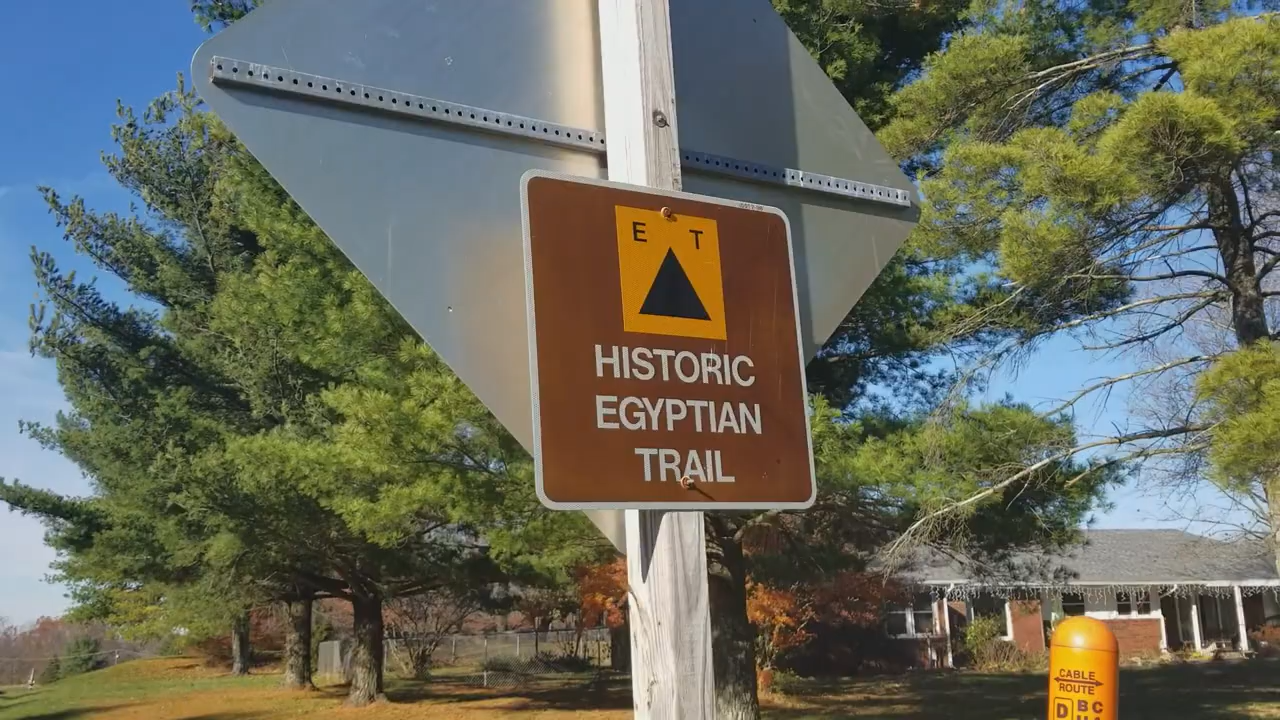 E T
HISTORIC
EGYPTIAN
TRAIL
CABLE
ROUTE
D B C